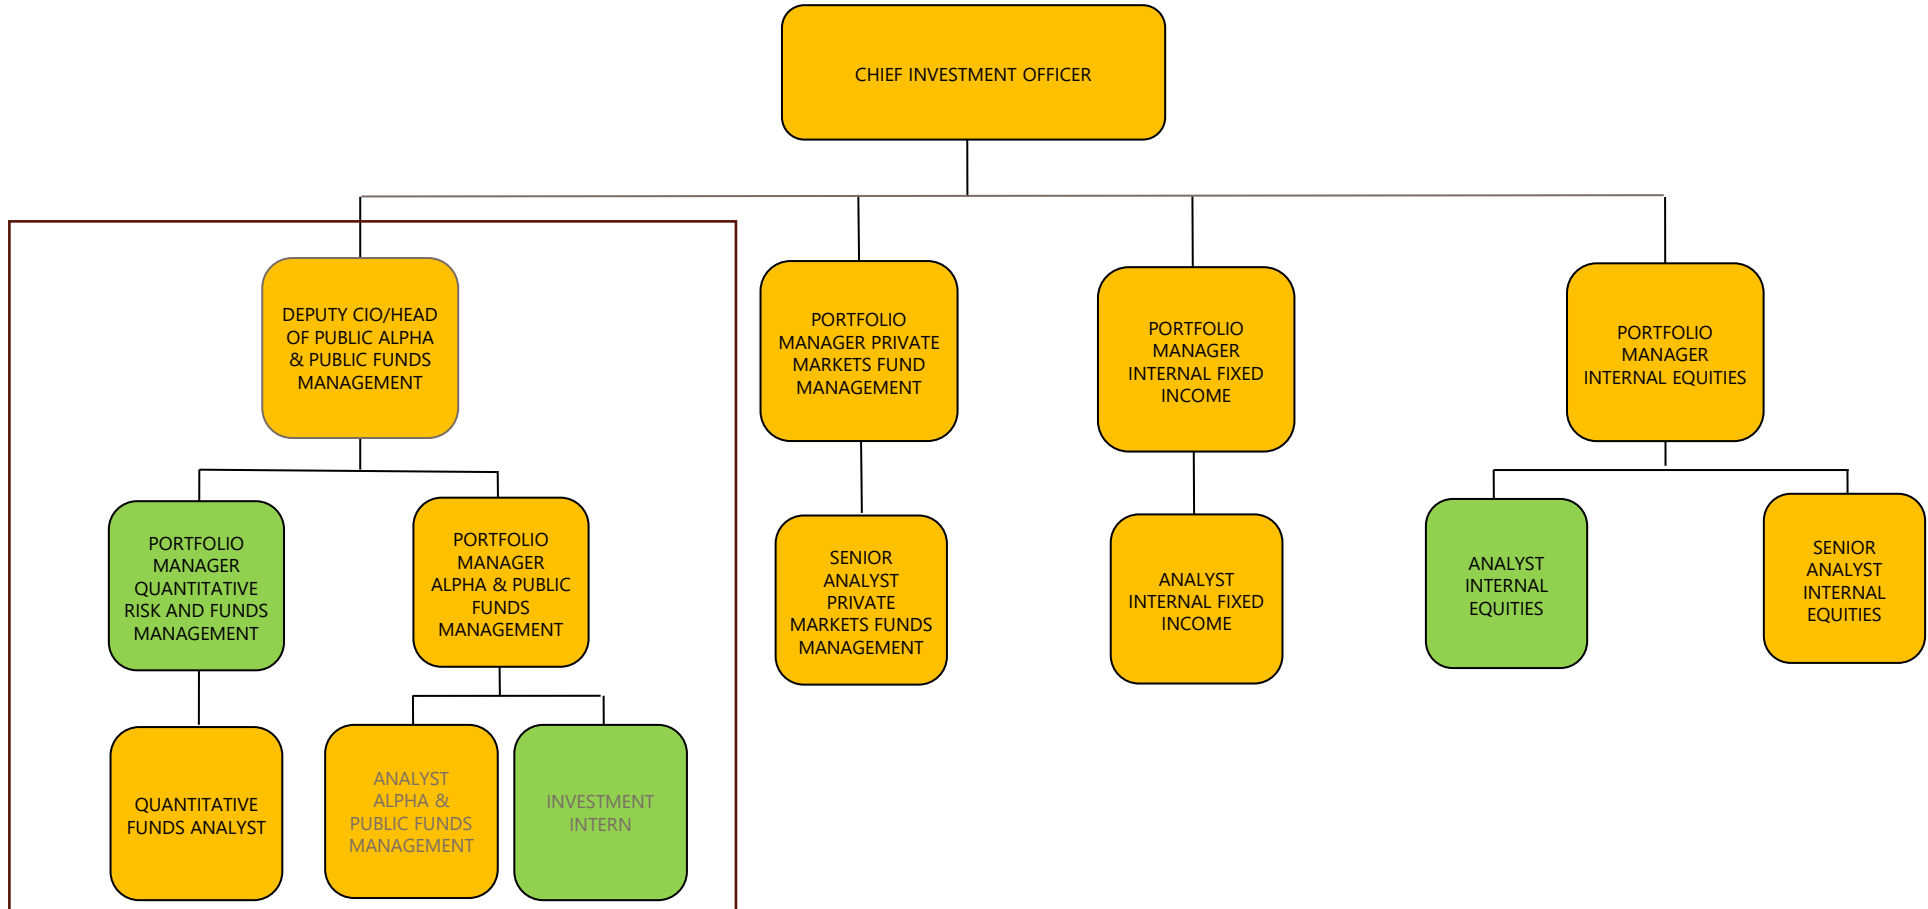 CHIEF INVESTMENT OFFICER
DEPUTY CIO/HEAD
OF PUBLIC ALPHA
& PUBLIC FUNDS
MANAGEMENT
PORTFOLIO
MANAGER PRIVATE
MARKETS FUND
MANAGEMENT
PORTFOLIO
MANAGER
INTERNAL FIXED
INCOME
PORTFOLIO
MANAGER
INTERNAL EQUITIES
PORTFOLIO
MANAGER
QUANTITATIVE
RISK AND FUNDS
MANAGEMENT
PORTFOLIO
MANAGER
ALPHA & PUBLIC
FUNDS
MANAGEMENT
SENIOR
ANALYST
PRIVATE
MARKETS FUNDS
MANAGEMENT
ANALYST
INTERNAL FIXED
INCOME
ANALYST
INTERNAL
EQUITIES
SENIOR
ANALYST
INTERNAL
EQUITIES
QUANTITATIVE
FUNDS ANALYST
ANALYST
ALPHA &
PUBLIC FUNDS
MANAGEMENT
INVESTMENT
INTERN